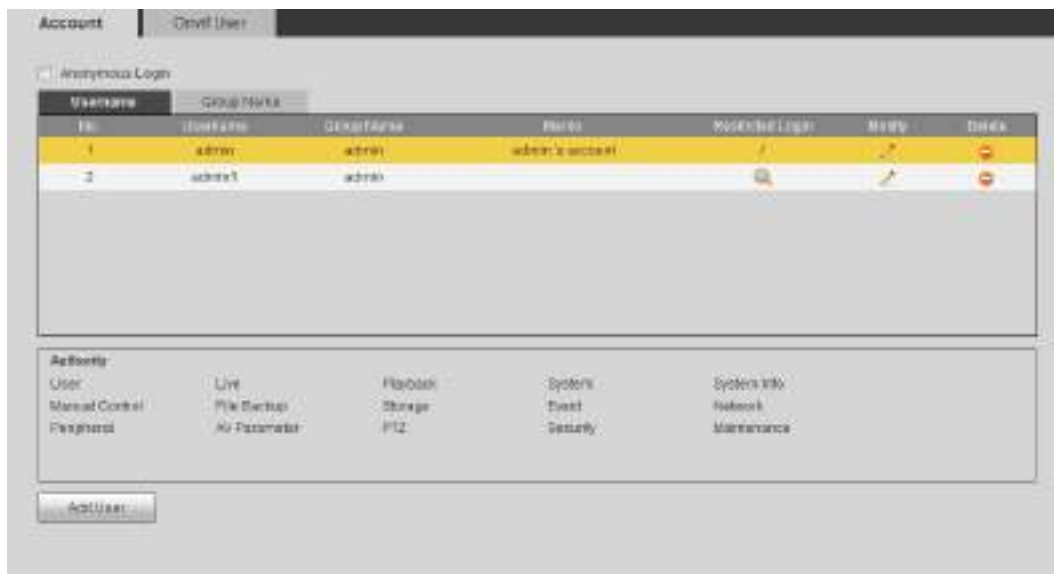 Account Onvif User
Anonymous Login
Username Group Name
No. Username Group Name Memo Restricted Login Modify Delete
1 admin admin admin 's account /
2 admin1 admin
Authority
User Live Playback System System Info
Manual Control File Backup Storage Event Network
Peripheral AV Parameter PTZ Security Maintenance
Add User